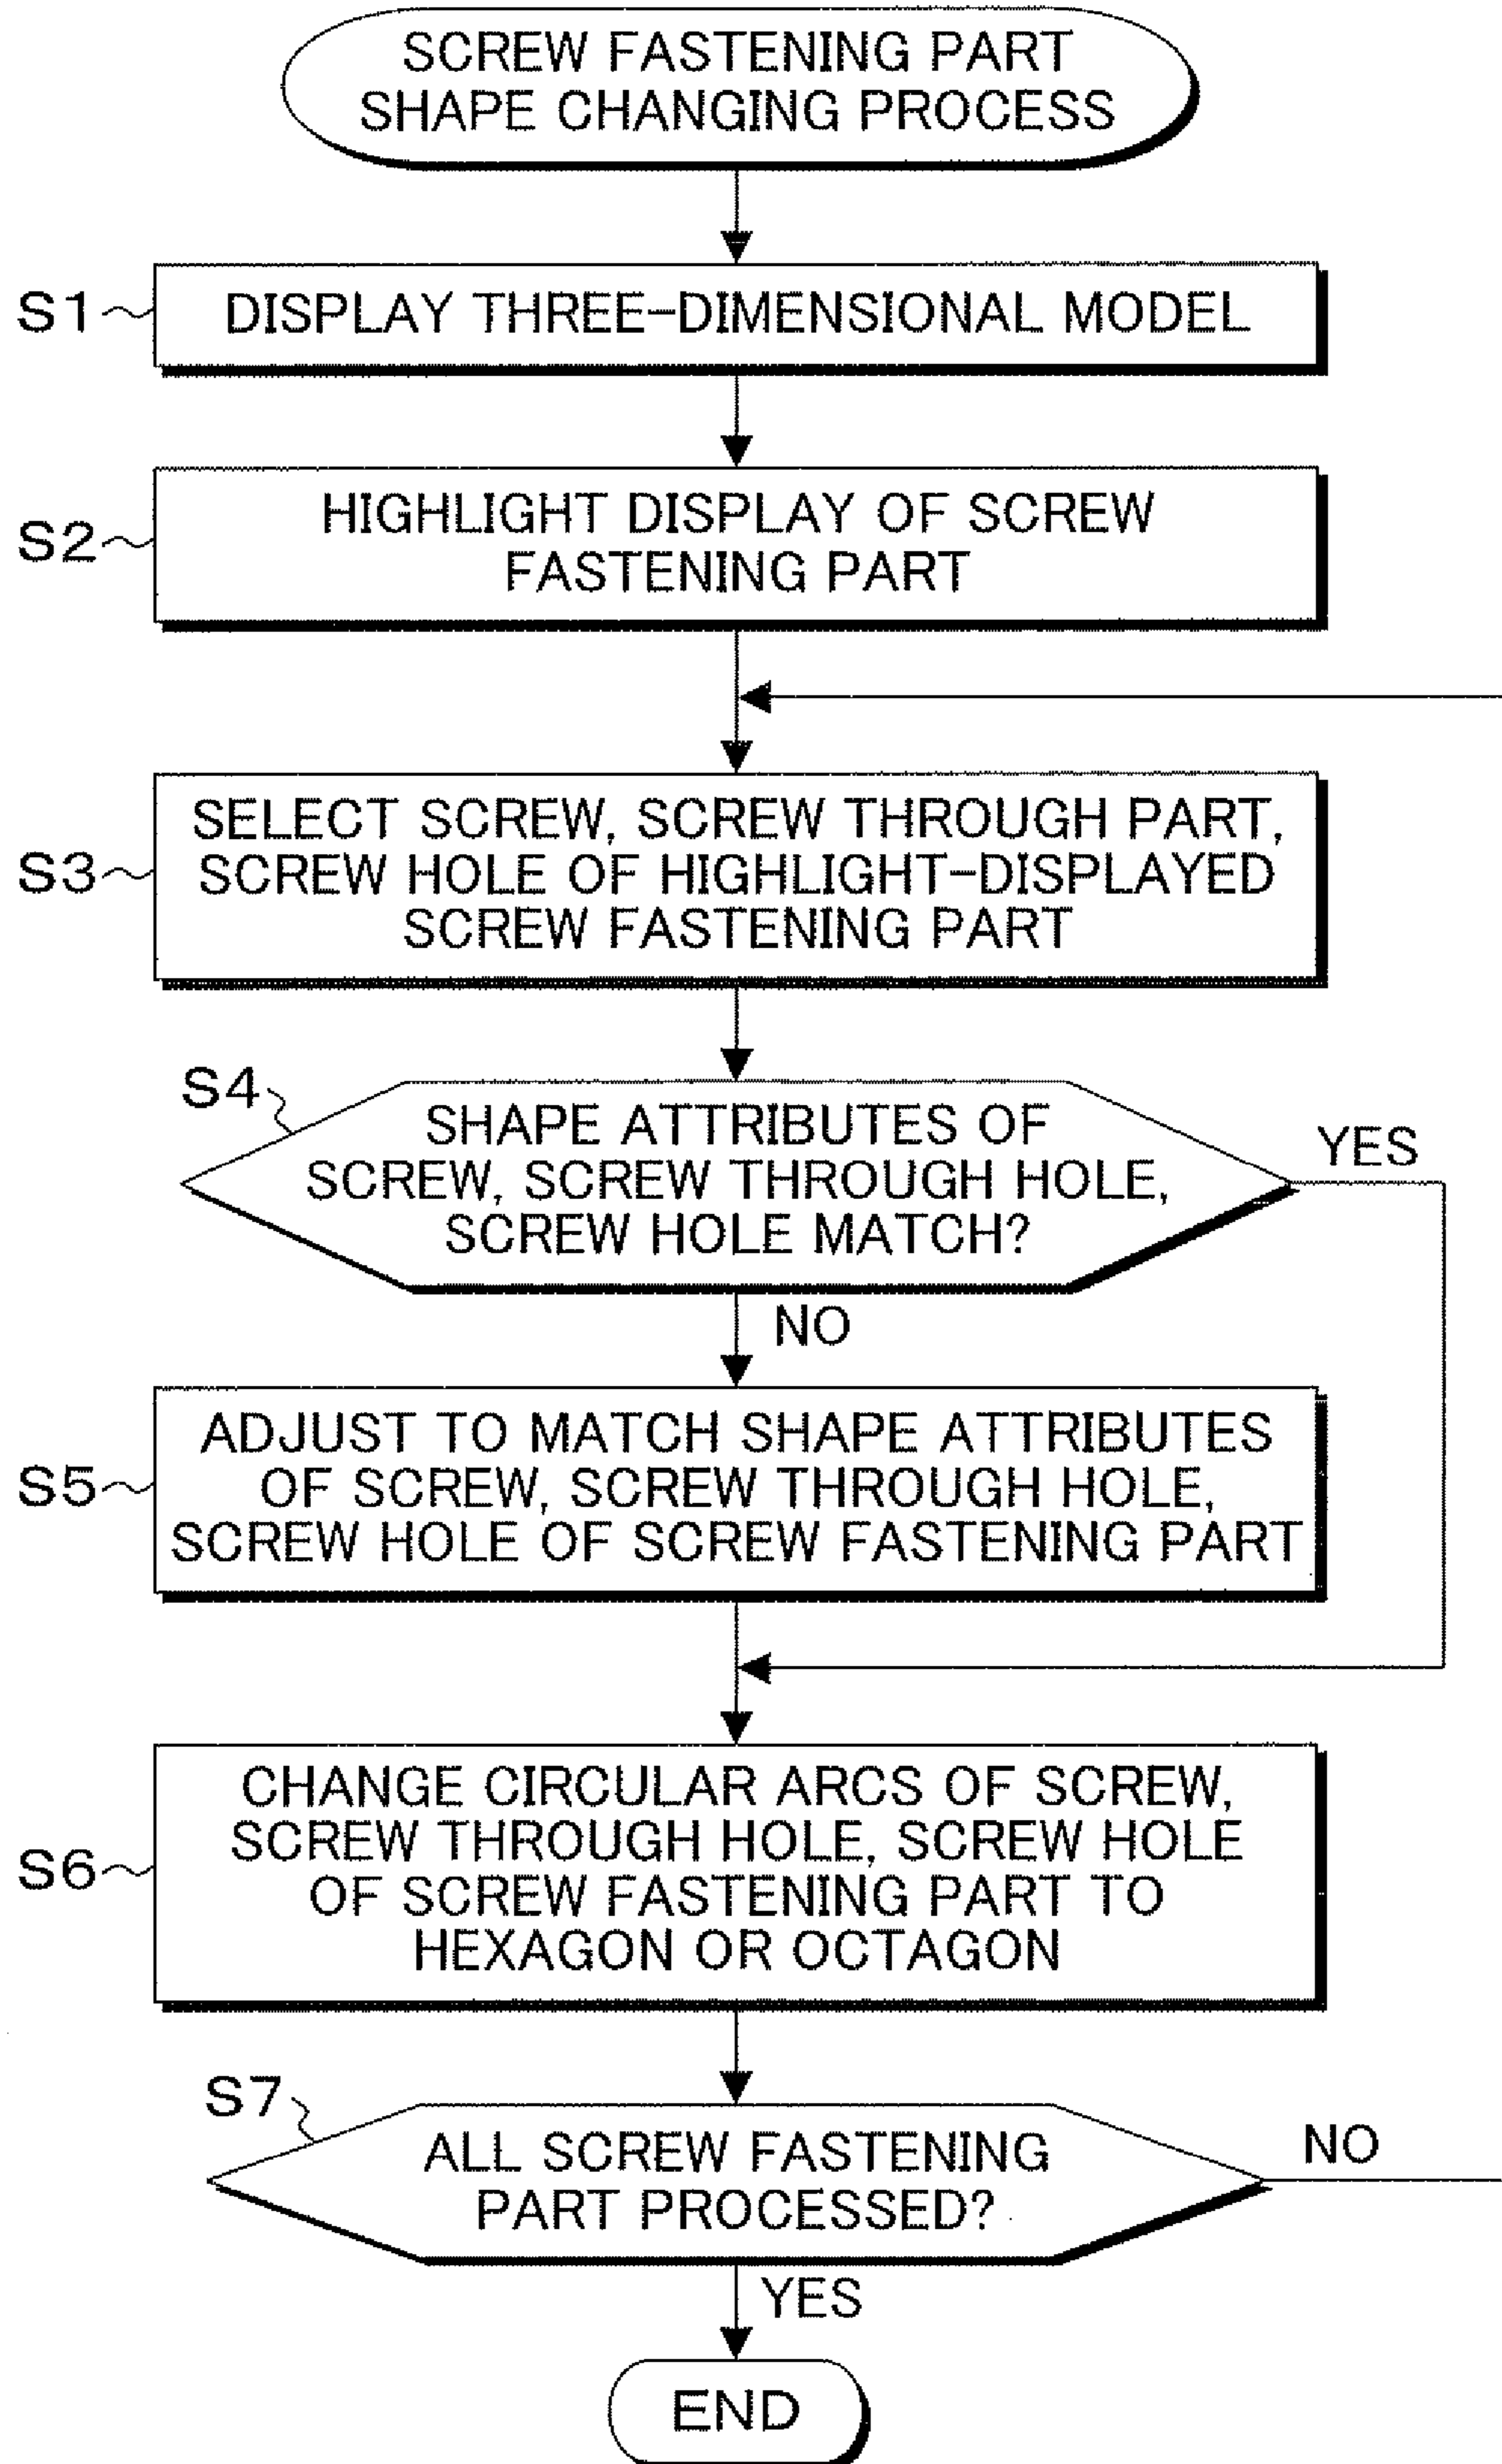 SCREW FASTENING PART
SHAPE CHANGING PROCESS
S1
DISPLAY THREE-DIMENSIONAL MODEL
S2
HIGHLIGHT DISPLAY OF SCREW
FASTENING PART
S3
SELECT SCREW, SCREW THROUGH PART,
SCREW HOLE OF HIGHLIGHT-DISPLAYED
SCREW FASTENING PART
S4
SHAPE ATTRIBUTES OF
SCREW, SCREW THROUGH HOLE,
SCREW HOLE MATCH?
YES
NO
S5
ADJUST TO MATCH SHAPE ATTRIBUTES
OF SCREW, SCREW THROUGH HOLE,
SCREW HOLE OF SCREW FASTENING PART
S6
CHANGE CIRCULAR ARCS OF SCREW,
SCREW THROUGH HOLE, SCREW HOLE
OF SCREW FASTENING PART TO
HEXAGON OR OCTAGON
S7
ALL SCREW FASTENING
PART PROCESSED?
NO
YES
END